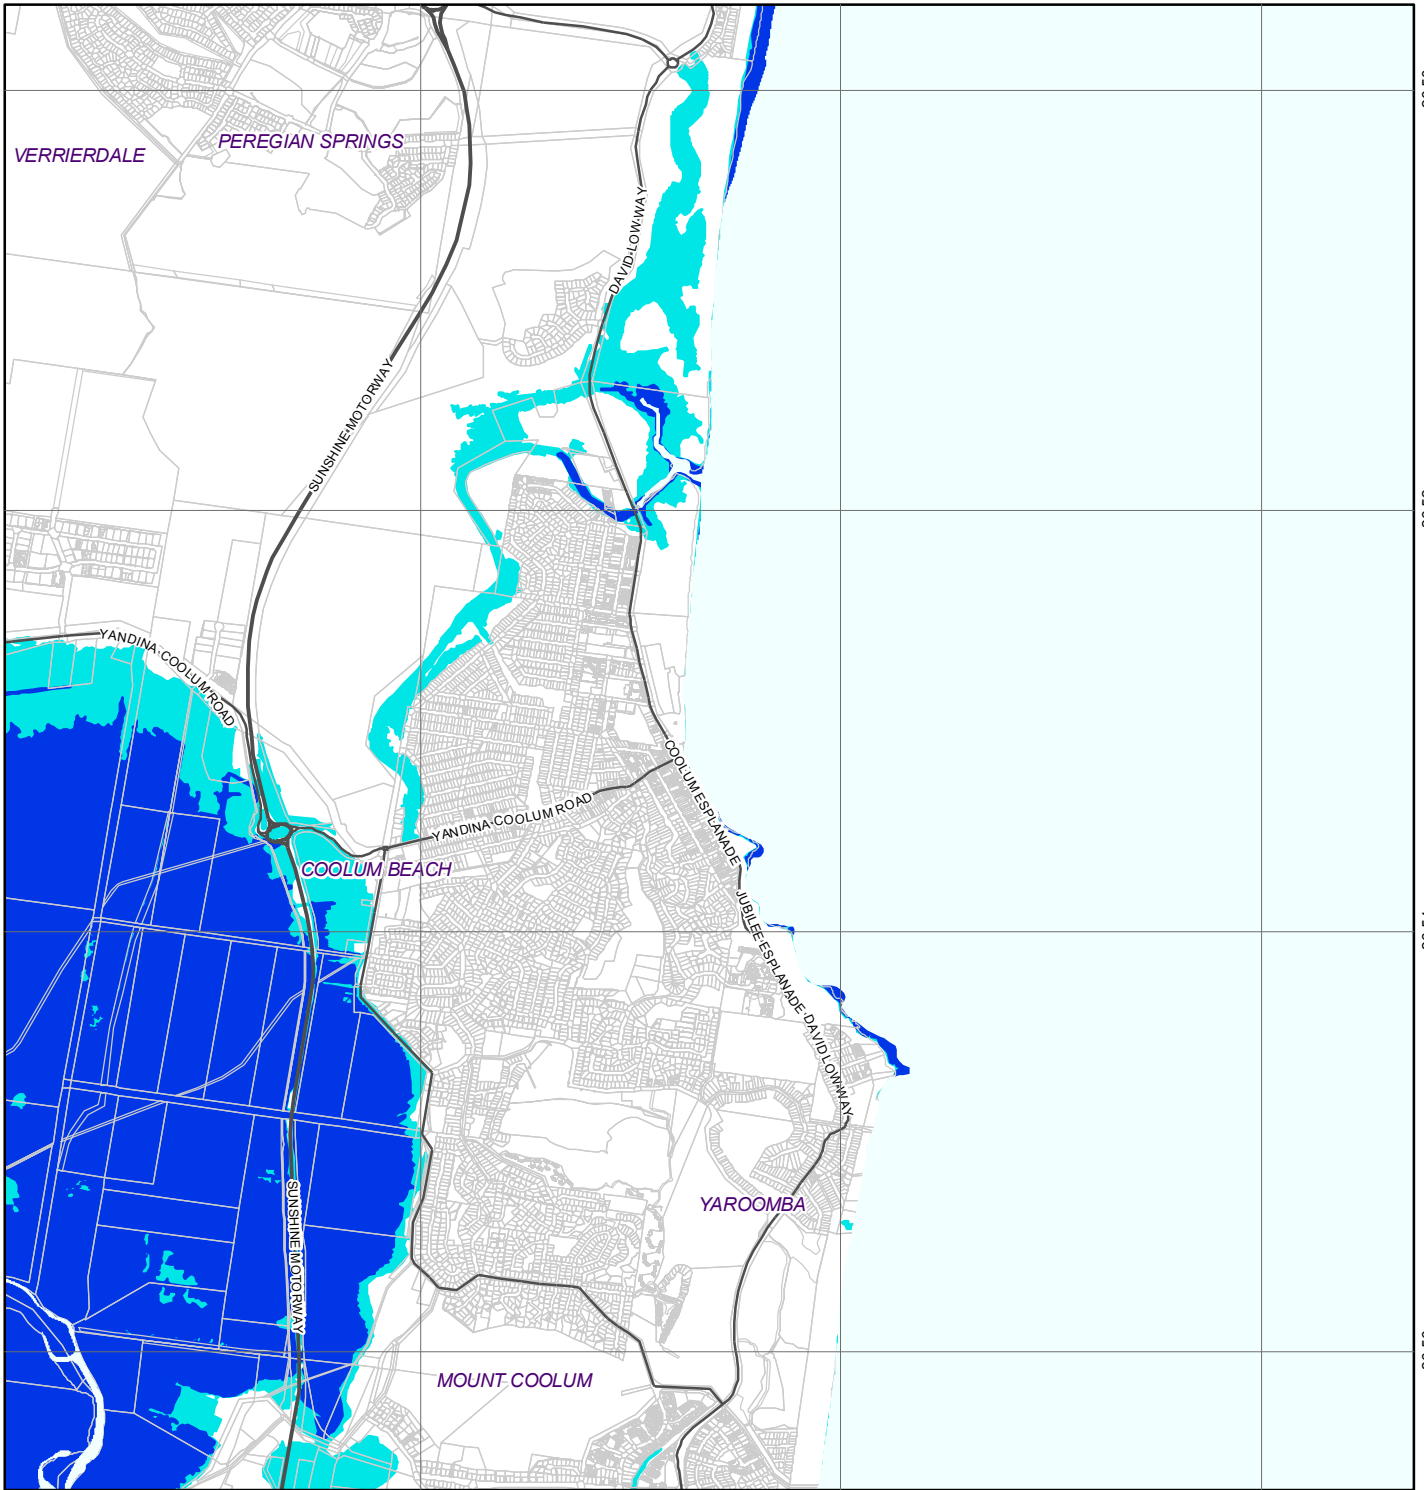 PEREGIAN SPRINGS
VERRIERDALE
DAVID LOW WAY
SUNSHINE MOTORWAY
YANDINA COOLUM ROAD
COOLUM ESPLANADE
YANDINA COOLUM ROAD
COOLUM BEACH
JUBILEE ESPLANADE DAVID LOW WAY
YAROOMBA
SUNSHINE MOTORWAY
MOUNT COOLUM